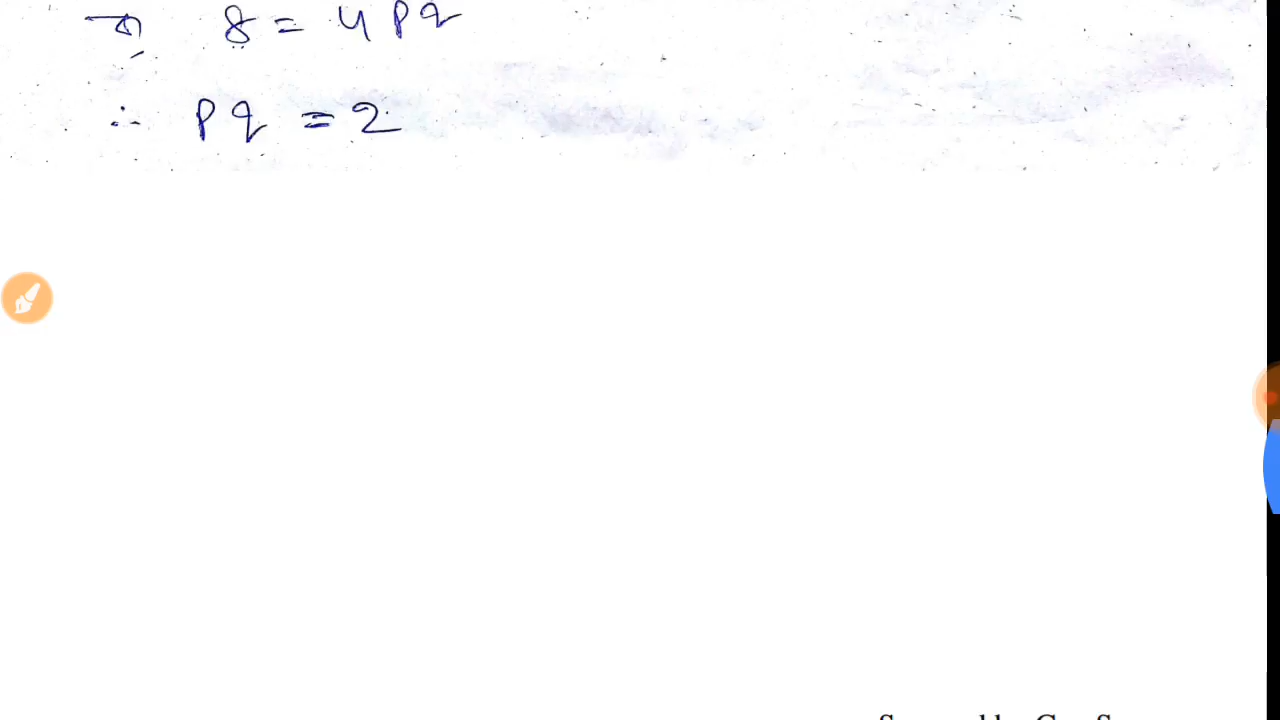 বা, 8 = 4pq
∴ pq = 2